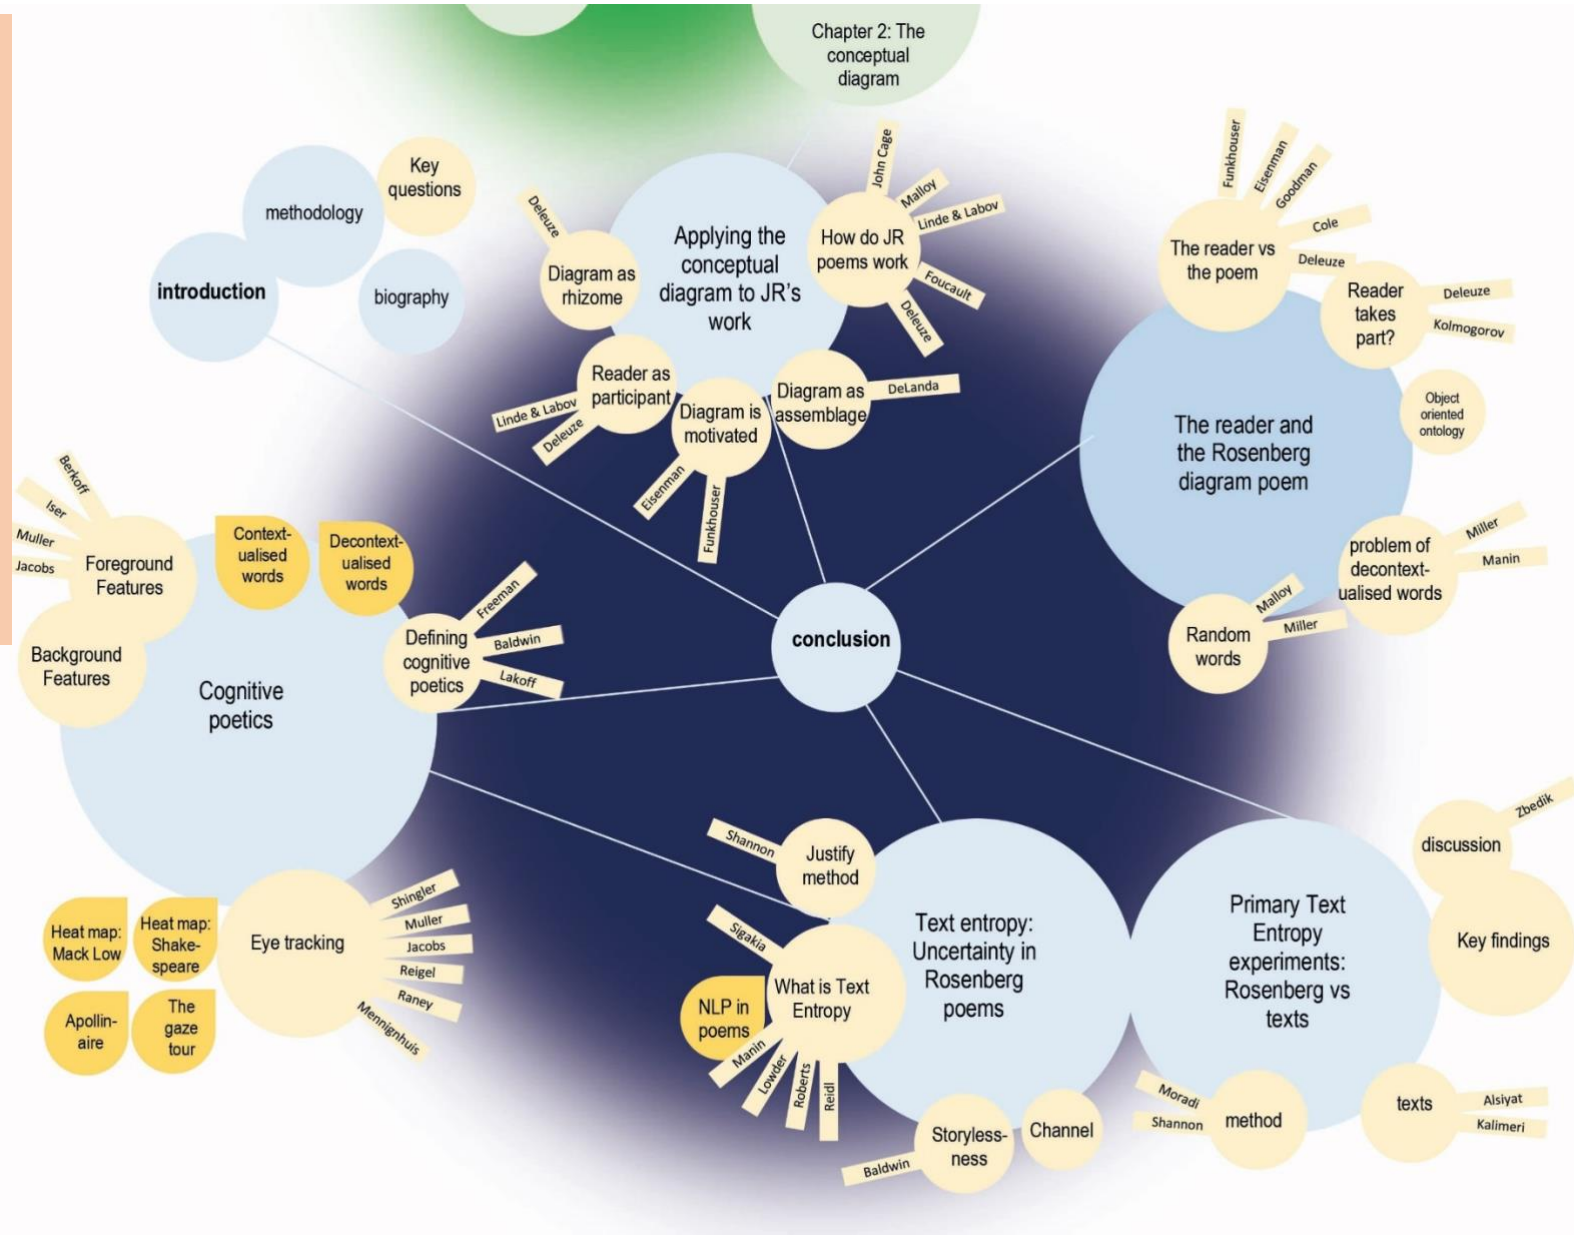 Chapter 2: The
conceptual
diagram
Key
questions
methodology
introduction
biography
Applying the
conceptual
diagram to JR's
work
Deleuze
Diagram as
rhizome
How do JR
poems work
John Cage
Malloy
Linde & Labov
Foucault
Deleuze
Reader as
participant
Linde & Labov
Deleuze
Diagram is
motivated
Eisenman
Funkhouser
Diagram as
assemblage
DeLanda
The reader and
the Rosenberg
diagram poem
The reader vs
the poem
Funkhouser
Eisenman
Goodman
Cole
Deleuze
Reader
takes
part?
Deleuze
Kolmogorov
Object
oriented
ontology
problem of
decontext-
ualised words
Miller
Manin
Random
words
Malloy
Miller
conclusion
Cognitive
poetics
Berkoff
Iser
Muller
Jacobs
Foreground
Features
Background
Features
Context-
ualised
words
Decontext-
ualised
words
Defining
cognitive
poetics
Freeman
Baldwin
Lakoff
Eye tracking
Shingler
Muller
Jacobs
Reigel
Raney
Mennignhuis
Heat map:
Mack Low
Heat map:
Shake-
speare
Apollin-
aire
The
gaze
tour
Text entropy:
Uncertainty in
Rosenberg
poems
Shannon
Justify
method
Sigakia
What is Text
Entropy
NLP in
poems
Manin
Lowder
Roberts
Reidl
Storyless-
ness
Baldwin
Channel
Primary Text
Entropy
experiments:
Rosenberg vs
texts
Zbedik
discussion
Key findings
Moradi
Shannon
method
texts
Alsiyat
Kalimeri